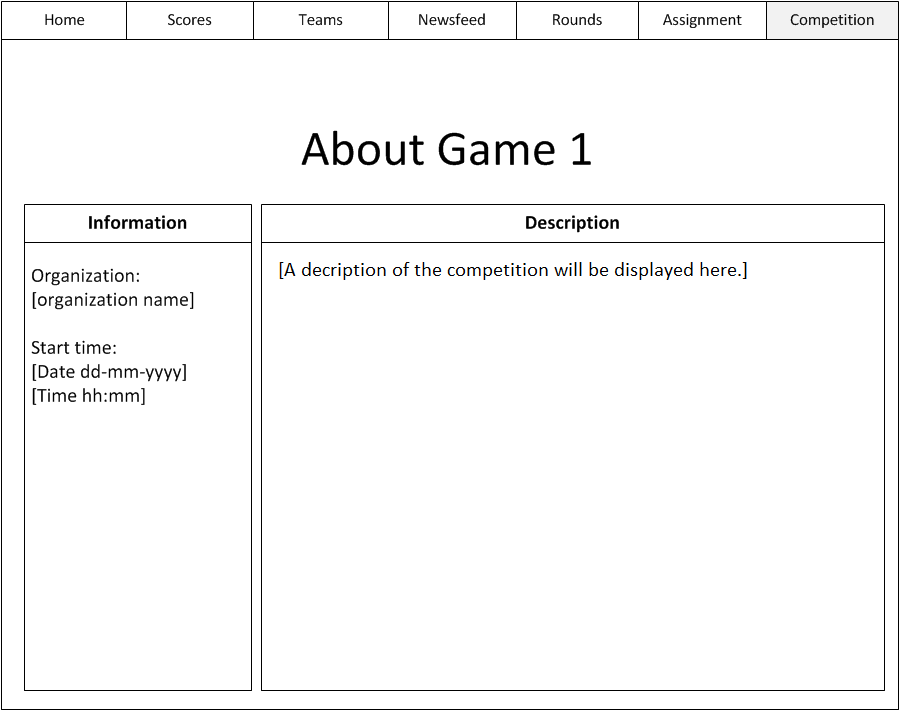 Home Scores Teams Newsfeed Rounds Assignment Competition
About Game 1
Information
Organization:
[organization name]
Start time:
[Date dd-mm-yyyy]
[Time hh:mm]
Description
[A decription of the competition will be displayed here.]